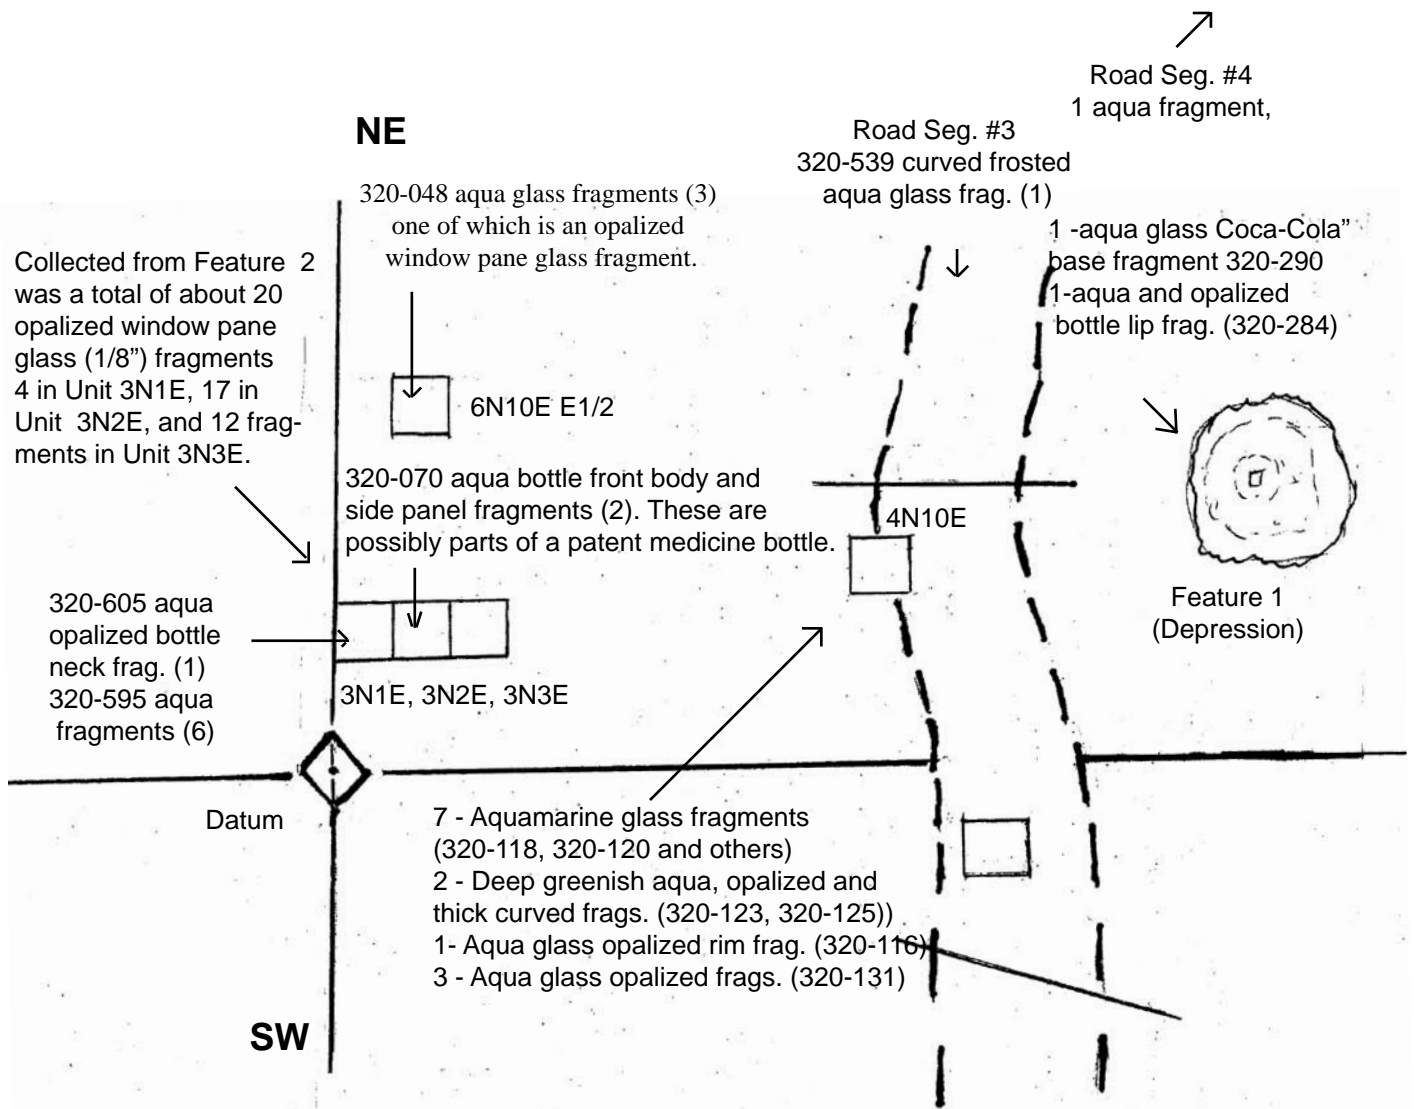 Road Seg. #4
1 aqua fragment,
NE
Road Seg. #3
320-539 curved frosted
aqua glass frag. (1)
320-048 aqua glass fragments (3)
one of which is an opalized
window pane glass fragment.
1 -aqua glass Coca-Cola”
base fragment 320-290
1-aqua and opalized
bottle lip frag. (320-284)
Collected from Feature 2
was a total of about 20
opalized window pane
glass (1/8”) fragments
4 in Unit 3N1E, 17 in
Unit 3N2E, and 12 frag-
ments in Unit 3N3E.
6N10E E1/2
320-070 aqua bottle front body and
side panel fragments (2). These are
possibly parts of a patent medicine bottle.
4N10E
Feature 1
(Depression)
320-605 aqua
opalized bottle
neck frag. (1)
320-595 aqua
fragments (6)
3N1E, 3N2E, 3N3E
Datum
7 - Aquamarine glass fragments
(320-118, 320-120 and others)
2 - Deep greenish aqua, opalized and
thick curved frags. (320-123, 320-125))
1- Aqua glass opalized rim frag. (320-116)
3 - Aqua glass opalized frags. (320-131)
SW